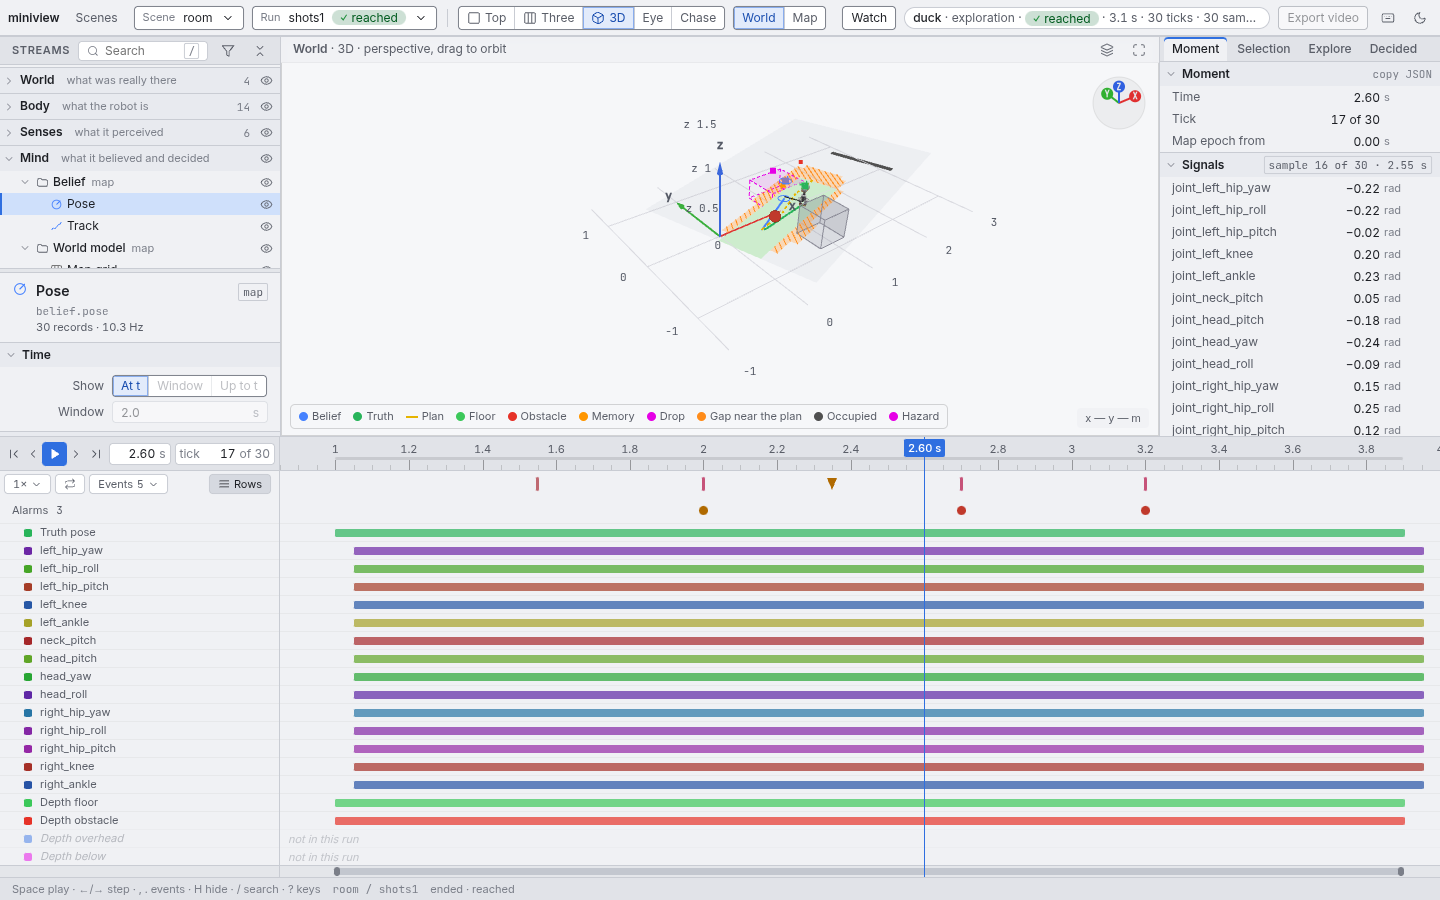 miniview Scenes Scene room Run shots1 ✓ reached Top Three 3D Eye Chase World Map Watch duck · exploration · ✓ reached · 3.1 s · 30 ticks · 30 sam... Export video
STREAMS Search /
World what was really there 4
Body what the robot is 14
Senses what it perceived 6
Mind what it believed and decided
Belief map
Pose
Track
World model map
Pose map
belief.pose
30 records · 10.3 Hz
Time
Show At t Window Up to t
Window 2.0 s
World · 3D · perspective, drag to orbit
Y Z X
z 1.5
z
z 1
y
z 0.5
x
0
1
0
-1
-1
0
1
2
3
Belief Truth Plan Floor Obstacle Memory Drop Gap near the plan Occupied Hazard
x — y — m
Moment Selection Explore Decided
Moment copy JSON
Time 2.60 s
Tick 17 of 30
Map epoch from 0.00 s
Signals sample 16 of 30 · 2.55 s
joint_left_hip_yaw −0.22 rad
joint_left_hip_roll −0.22 rad
joint_left_hip_pitch −0.02 rad
joint_left_knee 0.20 rad
joint_left_ankle 0.23 rad
joint_neck_pitch 0.05 rad
joint_head_pitch −0.18 rad
joint_head_yaw −0.24 rad
joint_head_roll −0.09 rad
joint_right_hip_yaw 0.15 rad
joint_right_hip_roll 0.25 rad
joint_right_hip_pitch 0.12 rad
2.60 s tick 17 of 30 1 1.2 1.4 1.6 1.8 2 2.2 2.4 2.60 s 2.8 3 3.2 3.4 3.6 3.8
1× Events 5 Rows
Alarms 3
Truth pose
left_hip_yaw
left_hip_roll
left_hip_pitch
left_knee
left_ankle
neck_pitch
head_pitch
head_yaw
head_roll
right_hip_yaw
right_hip_roll
right_hip_pitch
right_knee
right_ankle
Depth floor
Depth obstacle
Depth overhead not in this run
Depth below not in this run
Space play · ←/→ step · , . events · H hide · / search · ? keys room / shots1 ended · reached